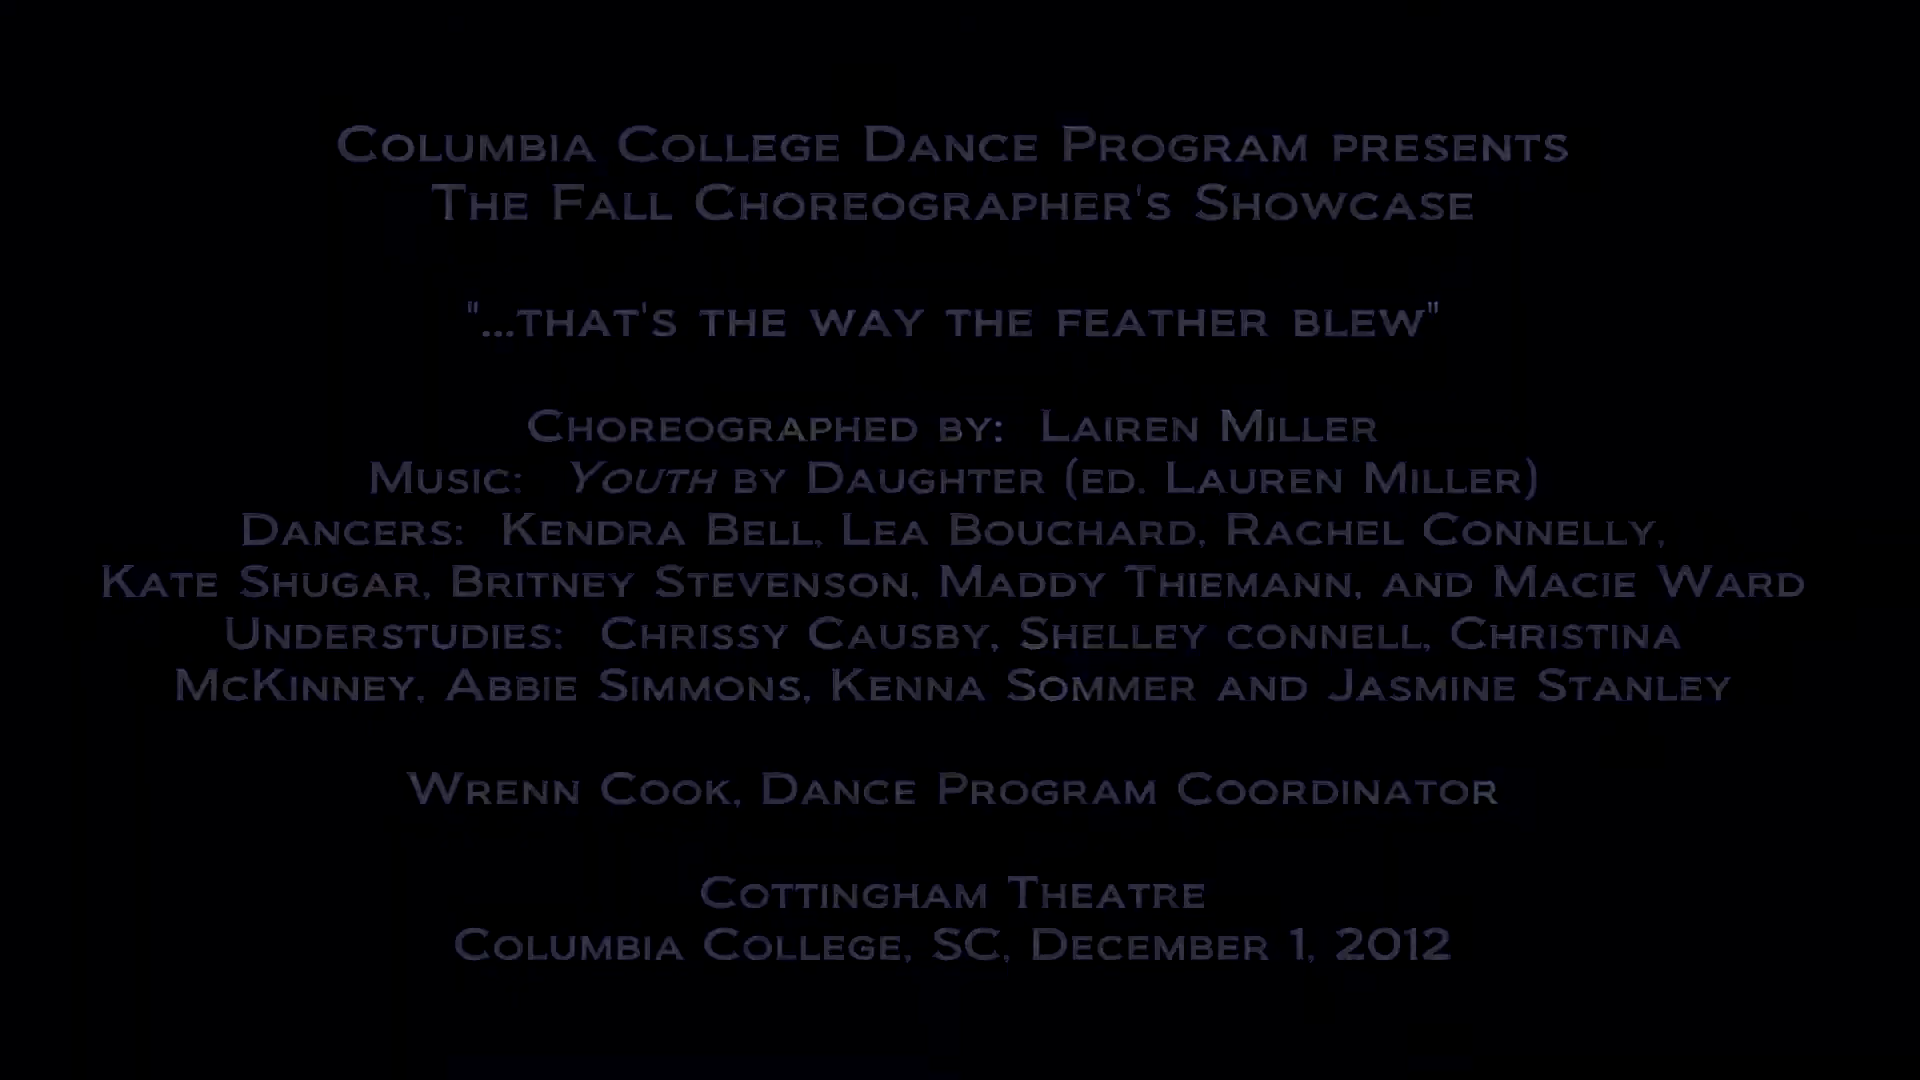 Columbia College Dance Program presents
The Fall Choreographer's Showcase
"...that's the way the feather blew"
Choreographed by: Lairen Miller
Music: Youth by Daughter (ed. Lauren Miller)
Dancers: Kendra Bell, Lea Bouchard, Rachel Connelly,
Kate Shugar, Britney Stevenson, Maddy Thiemann, and Macie Ward
Understudies: Chrissy Causby, Shelley connell, Christina
McKinney, Abbie Simmons, Kenna Sommer and Jasmine Stanley
Wrenn Cook, Dance Program Coordinator
Cottingham Theatre
Columbia College, SC, December 1, 2012